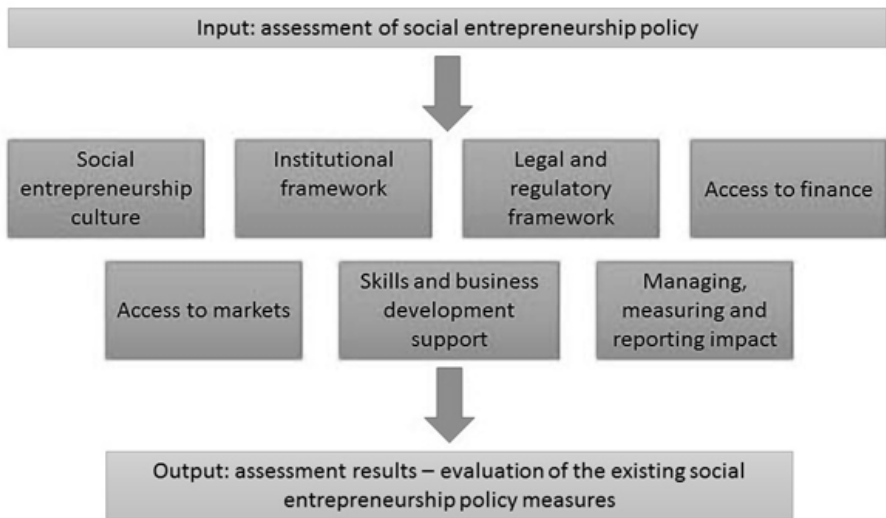 Input: assessment of social entrepreneurship policy
Social
entrepreneurship
culture
Institutional
framework
Legal and
regulatory
framework
Access to finance
Access to markets
Skills and business
development
support
Managing,
measuring and
reporting impact
Output: assessment results – evaluation of the existing social
entrepreneurship policy measures